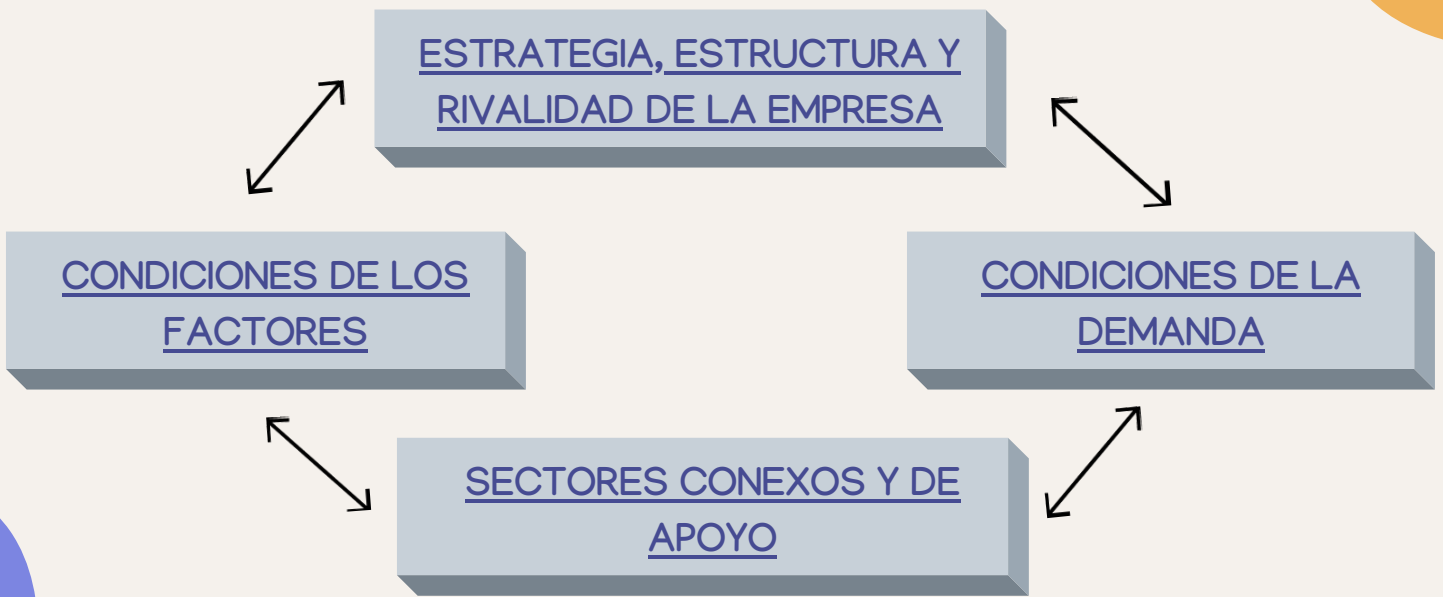 ESTRATEGIA, ESTRUCTURA Y
RIVALIDAD DE LA EMPRESA
CONDICIONES DE LOS
FACTORES
CONDICIONES DE LA
DEMANDA
SECTORES CONEXOS Y DE
APOYO